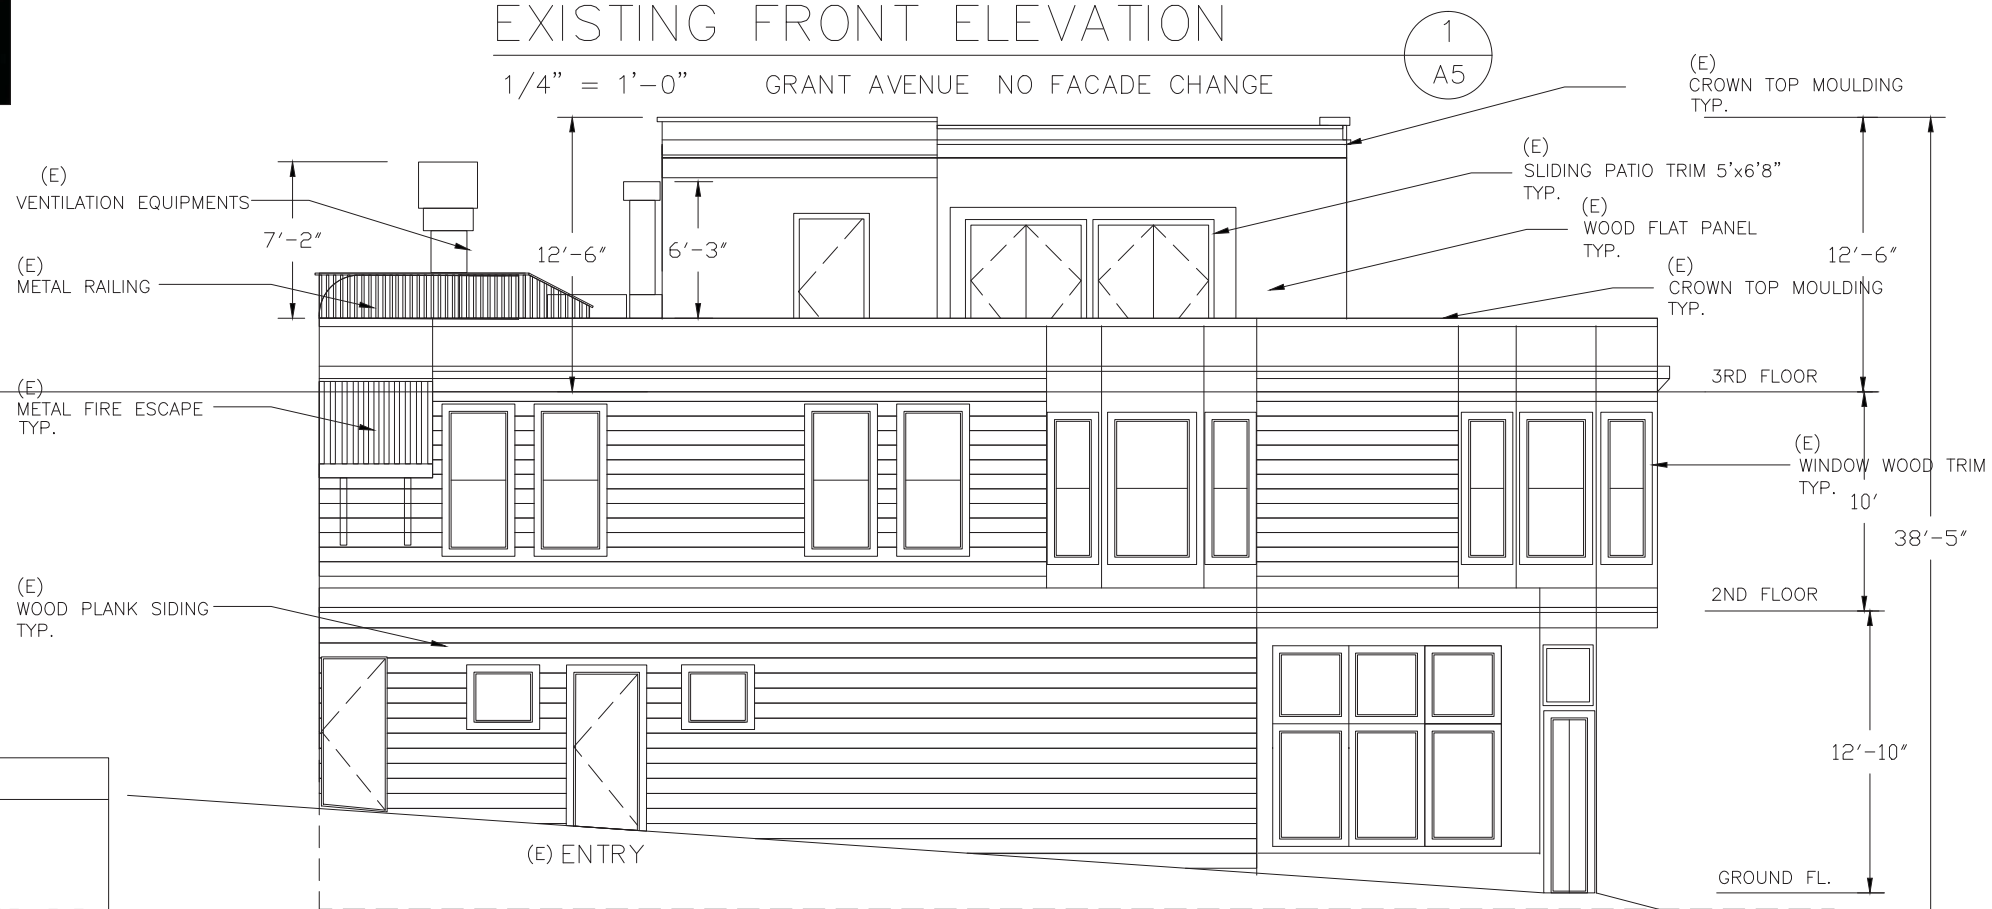 EXISTING FRONT ELEVATION
1/4" = 1'-0" GRANT AVENUE NO FACADE CHANGE
1
A5
(E)
CROWN TOP MOULDING
TYP.
(E)
SLIDING PATIO TRIM 5'x6'8"
TYP.
(E)
WOOD FLAT PANEL
TYP.
(E)
CROWN TOP MOULDING
TYP.
(E)
VENTILATION EQUIPMENTS
7'-2"
12'-6"
6'-3"
12'-6"
(E)
METAL RAILING
(E)
METAL FIRE ESCAPE
TYP.
3RD FLOOR
(E)
WINDOW WOOD TRIM
TYP.
10'
38'-5"
(E)
WOOD PLANK SIDING
TYP.
2ND FLOOR
12'-10"
(E) ENTRY
GROUND FL.